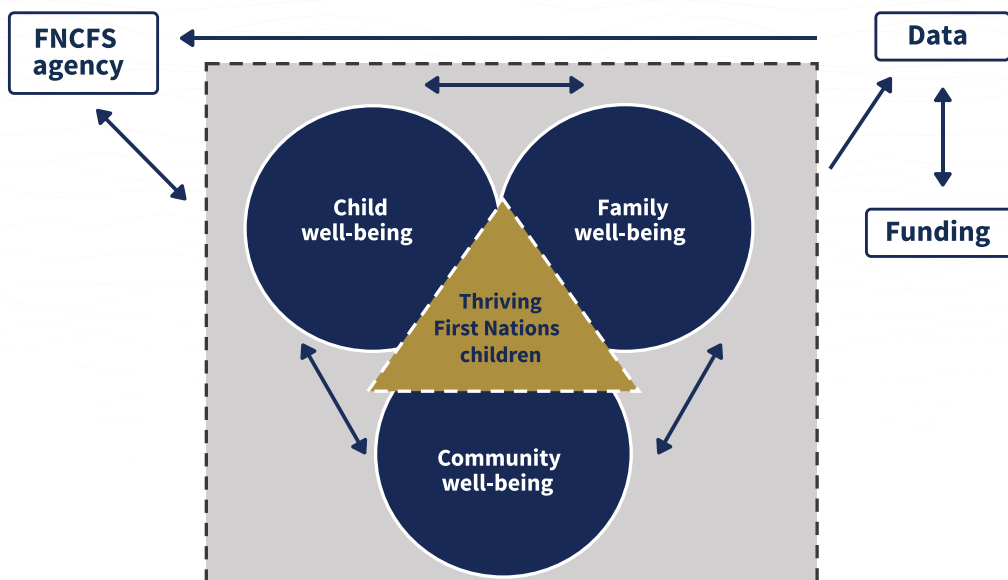 FNCFS
agency
Data
Child
well-being
Family
well-being
Funding
Thriving
First Nations
children
Community
well-being